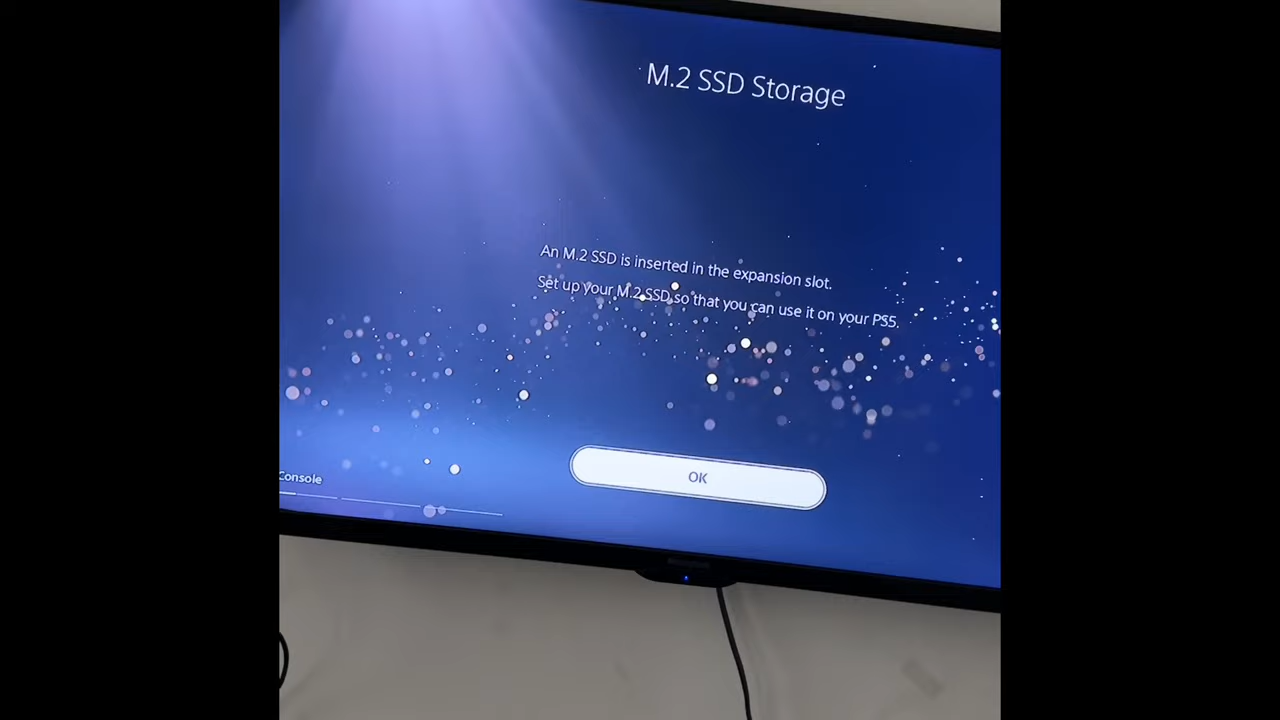 M.2 SSD Storage
An M.2 SSD is inserted in the expansion slot.
Set up your M.2 SSD so that you can use it on your PS5.
OK
Console